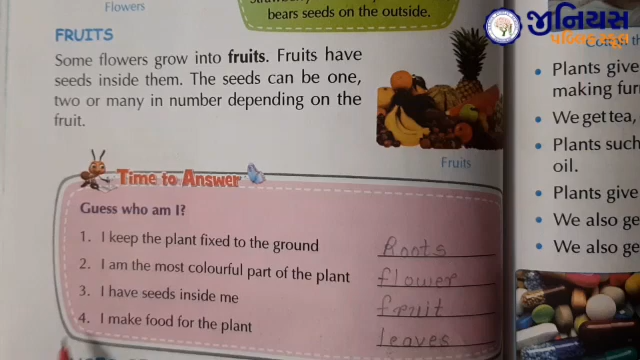 Flowers
bears seeds on the outside.
FRUITS
Some flowers grow into fruits. Fruits have
seeds inside them. The seeds can be one,
two or many in number depending on the
fruit.
Fruits
Time to Answer
Guess who am I?
1. I keep the plant fixed to the ground Roots
2. I am the most colourful part of the plant flower
3. I have seeds inside me fruit
4. I make food for the plant leaves
જીનિયસ
પબ્લિક સ્કૂલ
• Plants give
making fur
• We get tea,
• Plants such
oil.
• Plants give
• We also ge
• We also ge